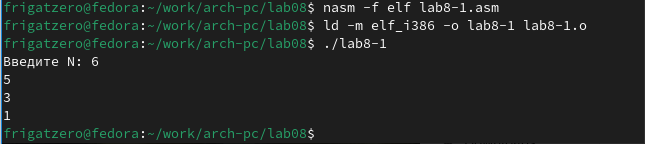 frigatzero@fedora:~/work/arch-pc/lab08$ nasm -f elf lab8-1.asm
frigatzero@fedora:~/work/arch-pc/lab08$ ld -m elf_i386 -o lab8-1 lab8-1.o
frigatzero@fedora:~/work/arch-pc/lab08$ ./lab8-1
Введите N: 6
5
3
1
frigatzero@fedora:~/work/arch-pc/lab08$